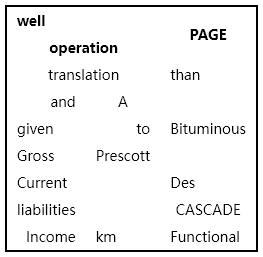 well
operation PAGE
translation than
and A
given to Bituminous
Gross Prescott
Current Des
liabilities CASCADE
Income km Functional